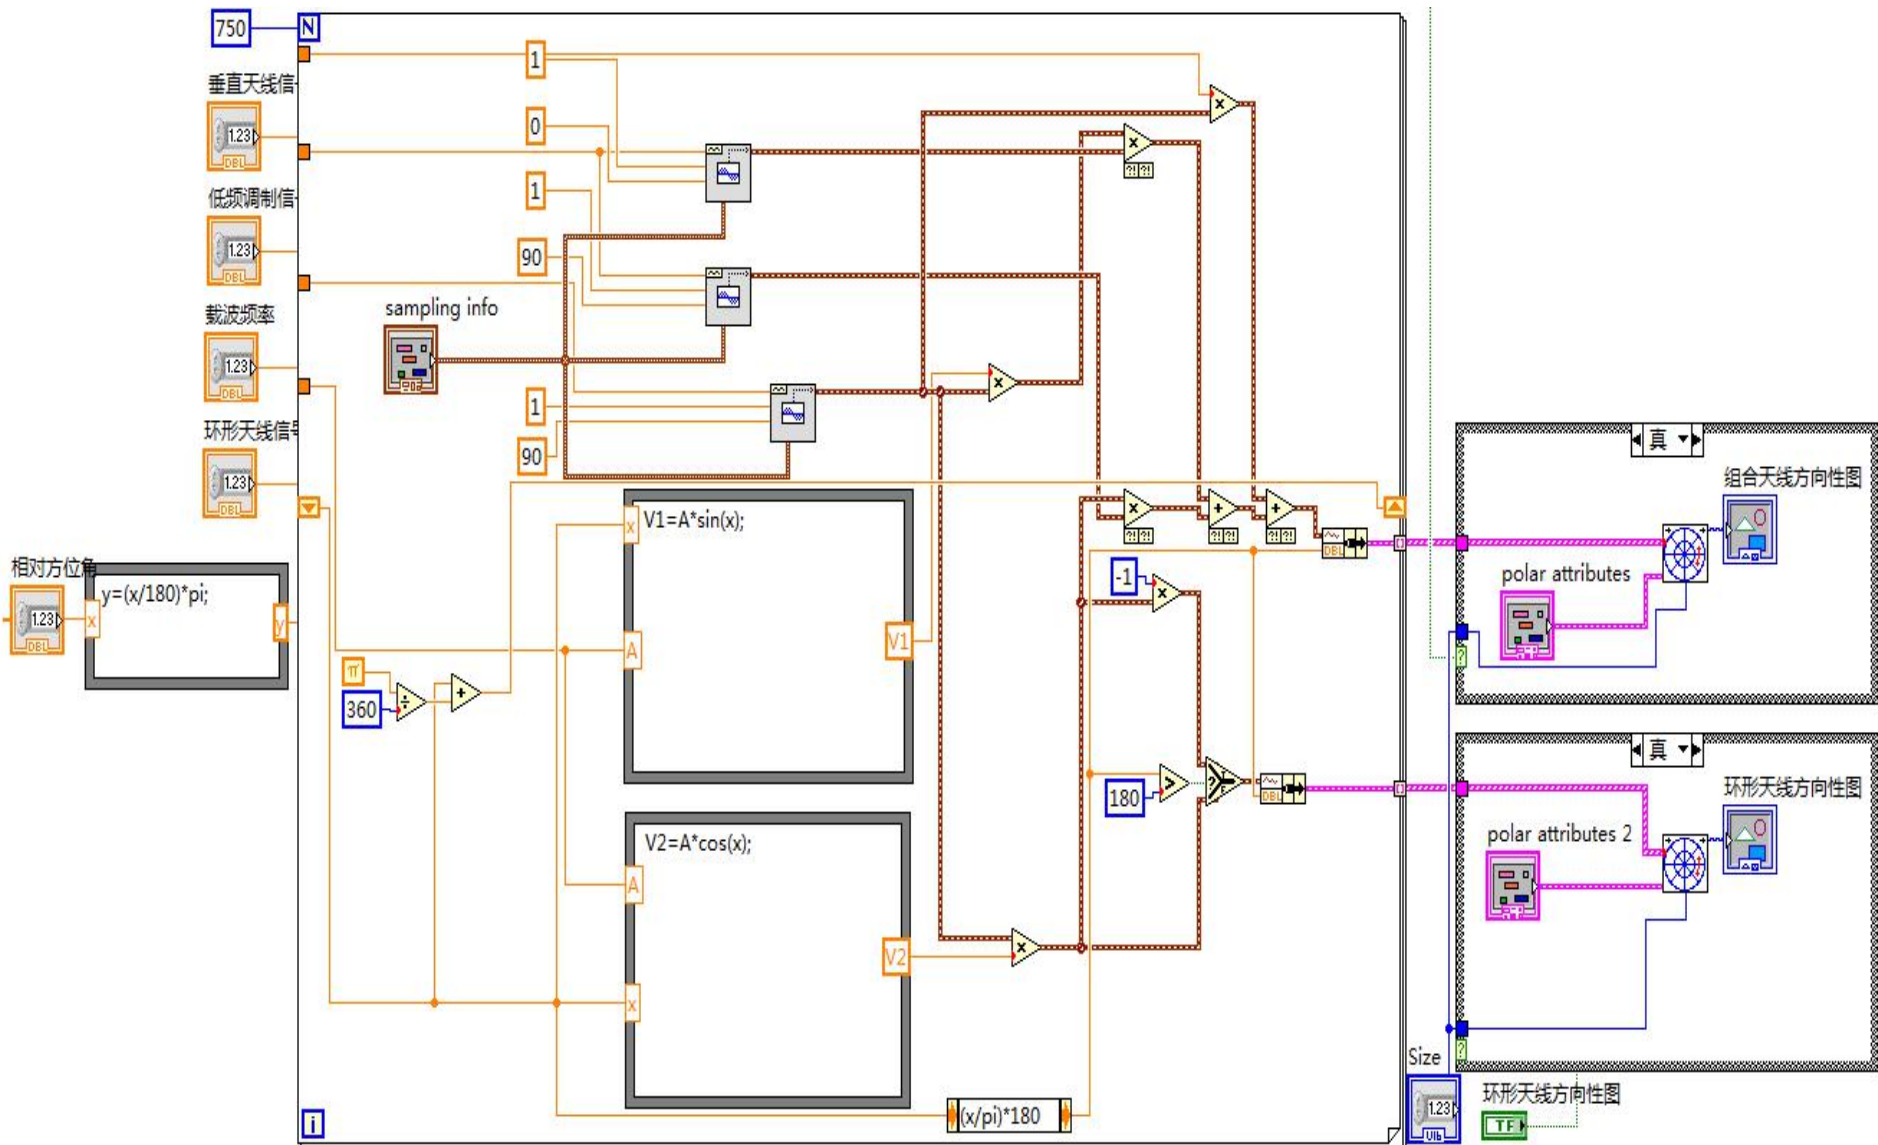 750
N
垂直天线信
1.23
DBL
低频调制信
1.23
DBL
载波频率
1.23
DBL
环形天线信号
1.23
DBL
相对方位角
1.23
DBL
x
y=(x/180)*pi;
y
1
0
1
90
sampling info
1
90
x
V1=A*sin(x);
A
V1
π
360
÷
+
V2=A*cos(x);
A
x
V2
x
x
x
x
x
+
+
DBL
-1
x
>
180
?
T
F
DBL
(x/pi)*180
i
真
组合天线方向性图
polar attributes
?
真
环形天线方向性图
polar attributes 2
?
Size
1.23
U16
环形天线方向性图
TF